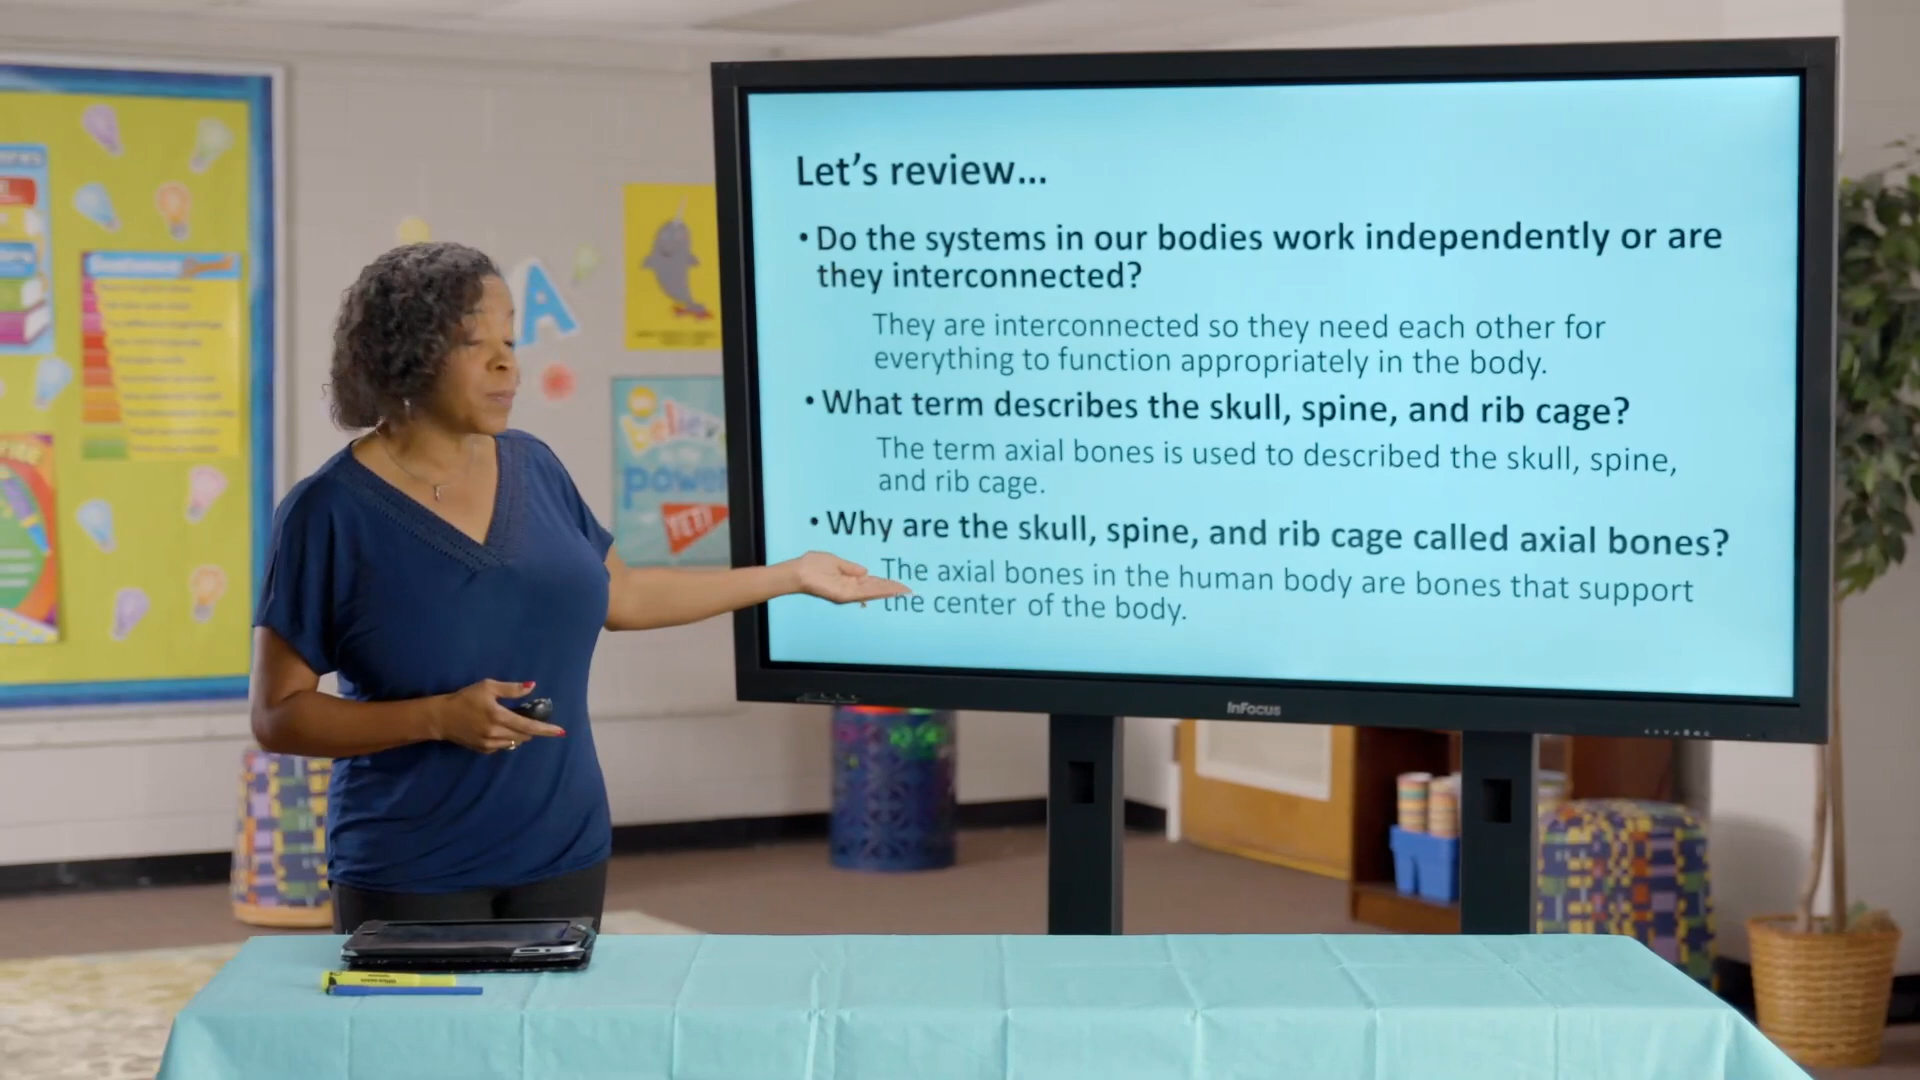 Let's review...
• Do the systems in our bodies work independently or are
they interconnected?
They are interconnected so they need each other for
everything to function appropriately in the body.
• What term describes the skull, spine, and rib cage?
The term axial bones is used to described the skull, spine,
and rib cage.
• Why are the skull, spine, and rib cage called axial bones?
The axial bones in the human body are bones that support
the center of the body.
InFocus
A
believe
power
YET!
Sentence